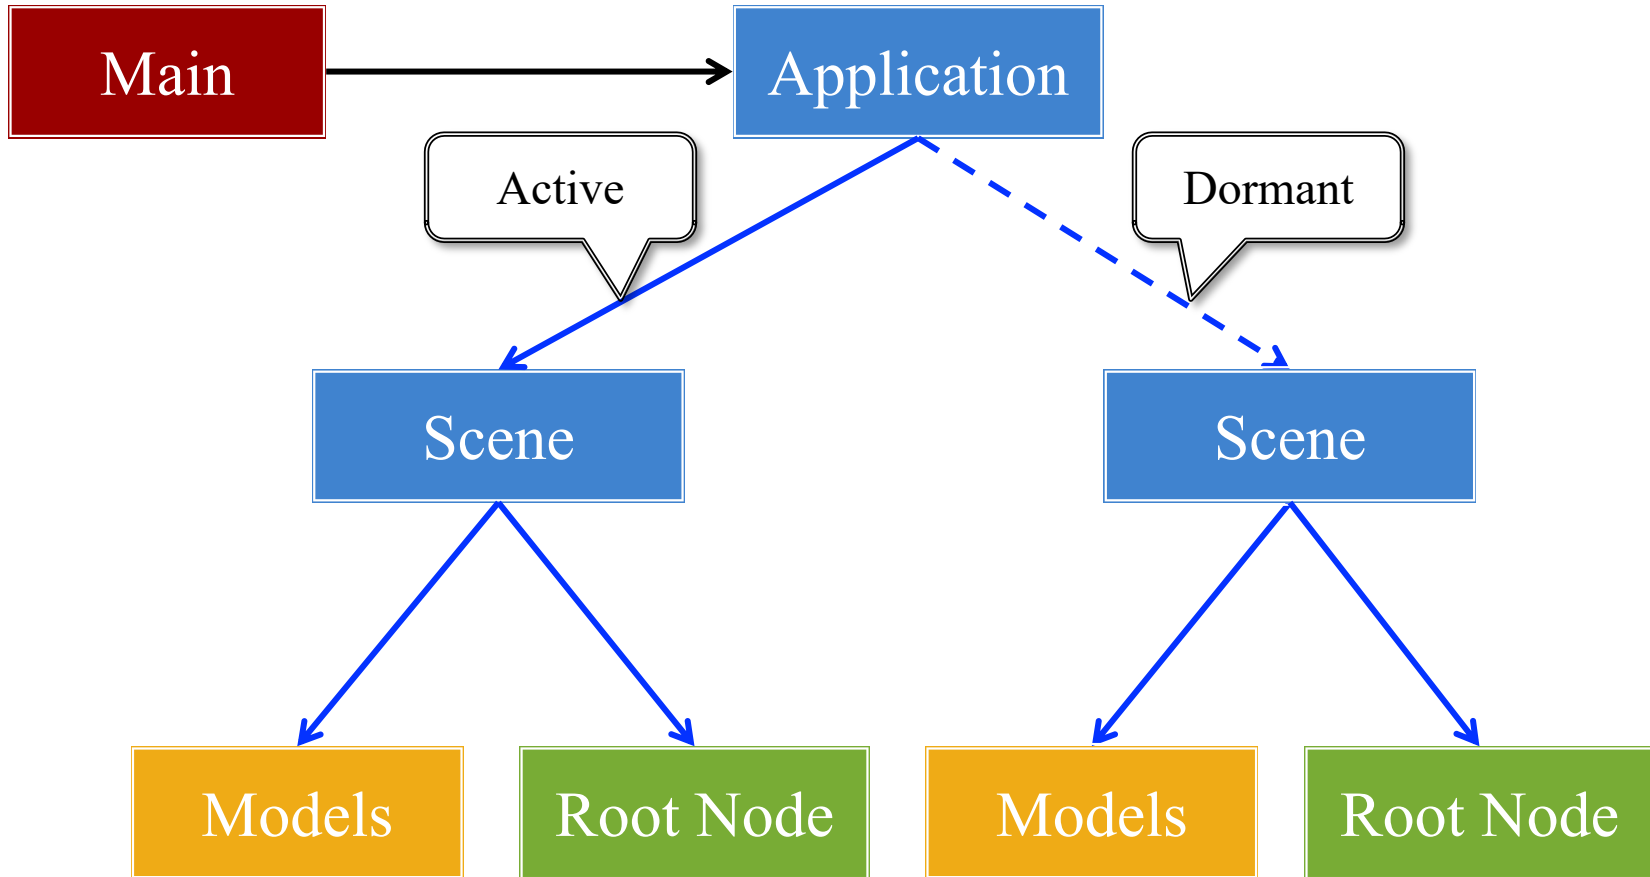 Main
Application
Active
Dormant
Scene
Scene
Models
Root Node
Models
Root Node